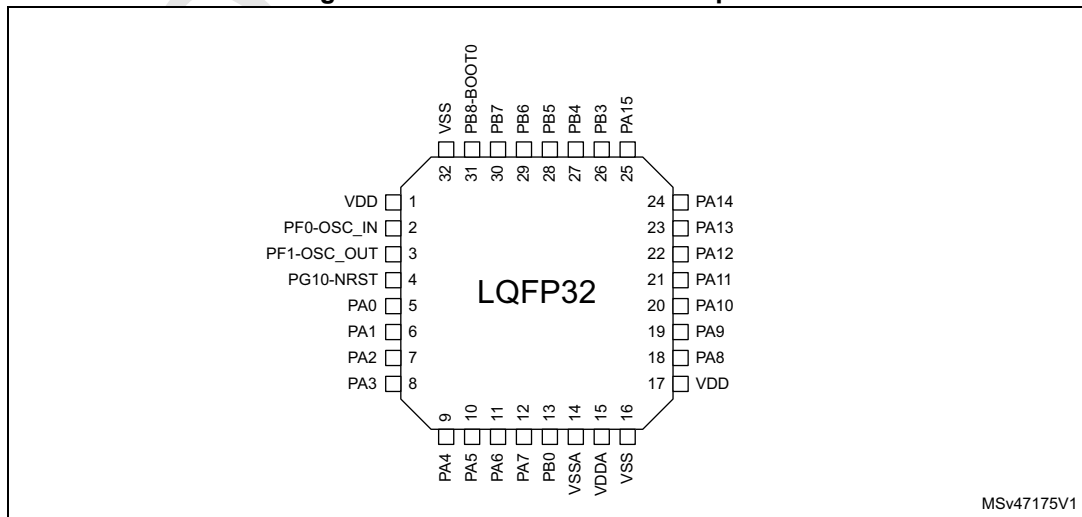 VSS
PB8-BOOT0
PB7
PB6
PB5
PB4
PB3
PA15
32
31
30
29
28
27
26
25
VDD 1
PF0-OSC_IN 2
PF1-OSC_OUT 3
PG10-NRST 4
PA0 5
PA1 6
PA2 7
PA3 8
LQFP32
24 PA14
23 PA13
22 PA12
21 PA11
20 PA10
19 PA9
18 PA8
17 VDD
9
10
11
12
13
14
15
16
PA4
PA5
PA6
PA7
PB0
VSSA
VDDA
VSS
MSv47175V1